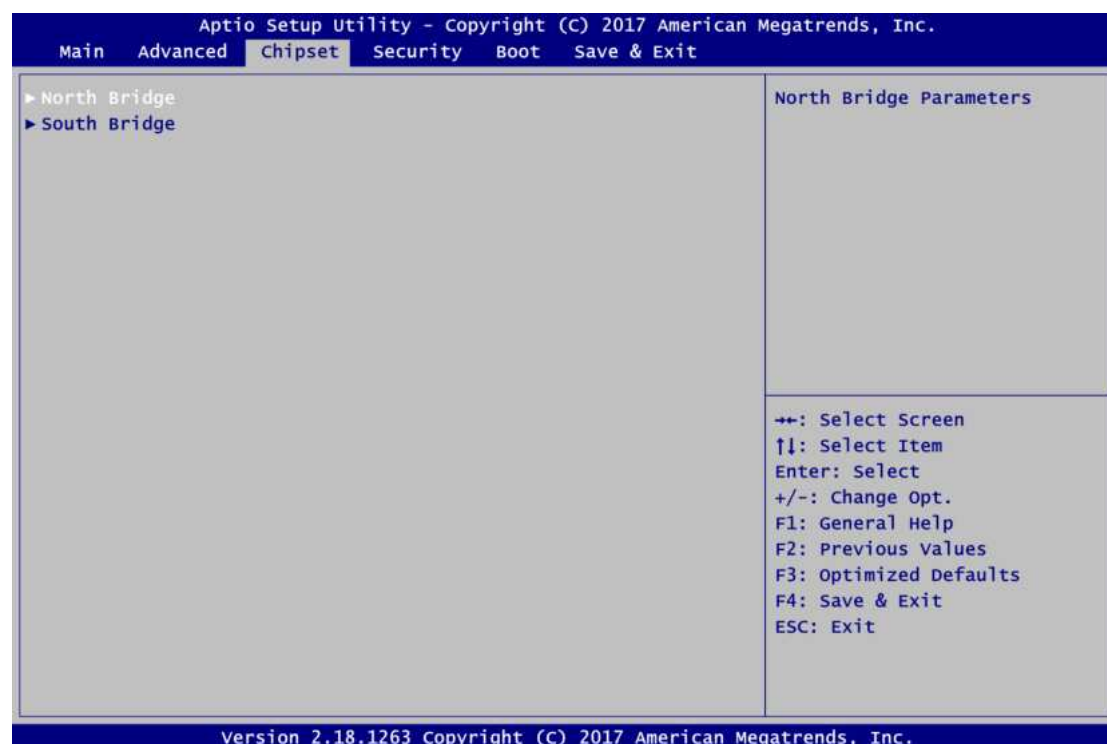 Aptio Setup Utility - Copyright (C) 2017 American Megatrends, Inc.
Main Advanced Chipset Security Boot Save & Exit
►North Bridge
►South Bridge
North Bridge Parameters
→←: Select Screen
↑↓: Select Item
Enter: Select
+/-: Change Opt.
F1: General Help
F2: Previous Values
F3: Optimized Defaults
F4: Save & Exit
ESC: Exit
Version 2.18.1263 Copyright (C) 2017 American Megatrends, Inc.